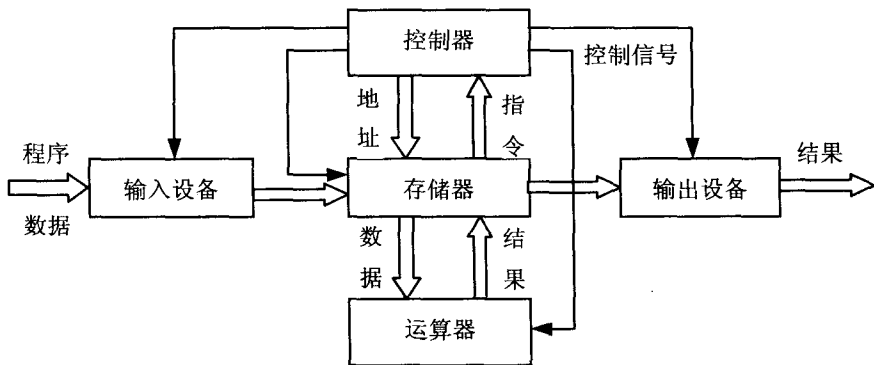 控制器
控制信号
地址
指令
程序
数据
输入设备
存储器
输出设备
结果
数据
结果
运算器